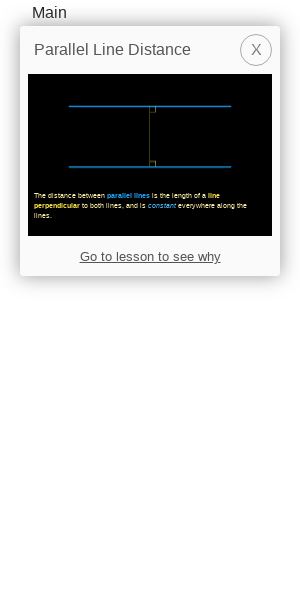 Main
Parallel Line Distance
X
The distance between parallel lines is the length of a line
perpendicular to both lines, and is constant everywhere along the
lines.
Go to lesson to see why